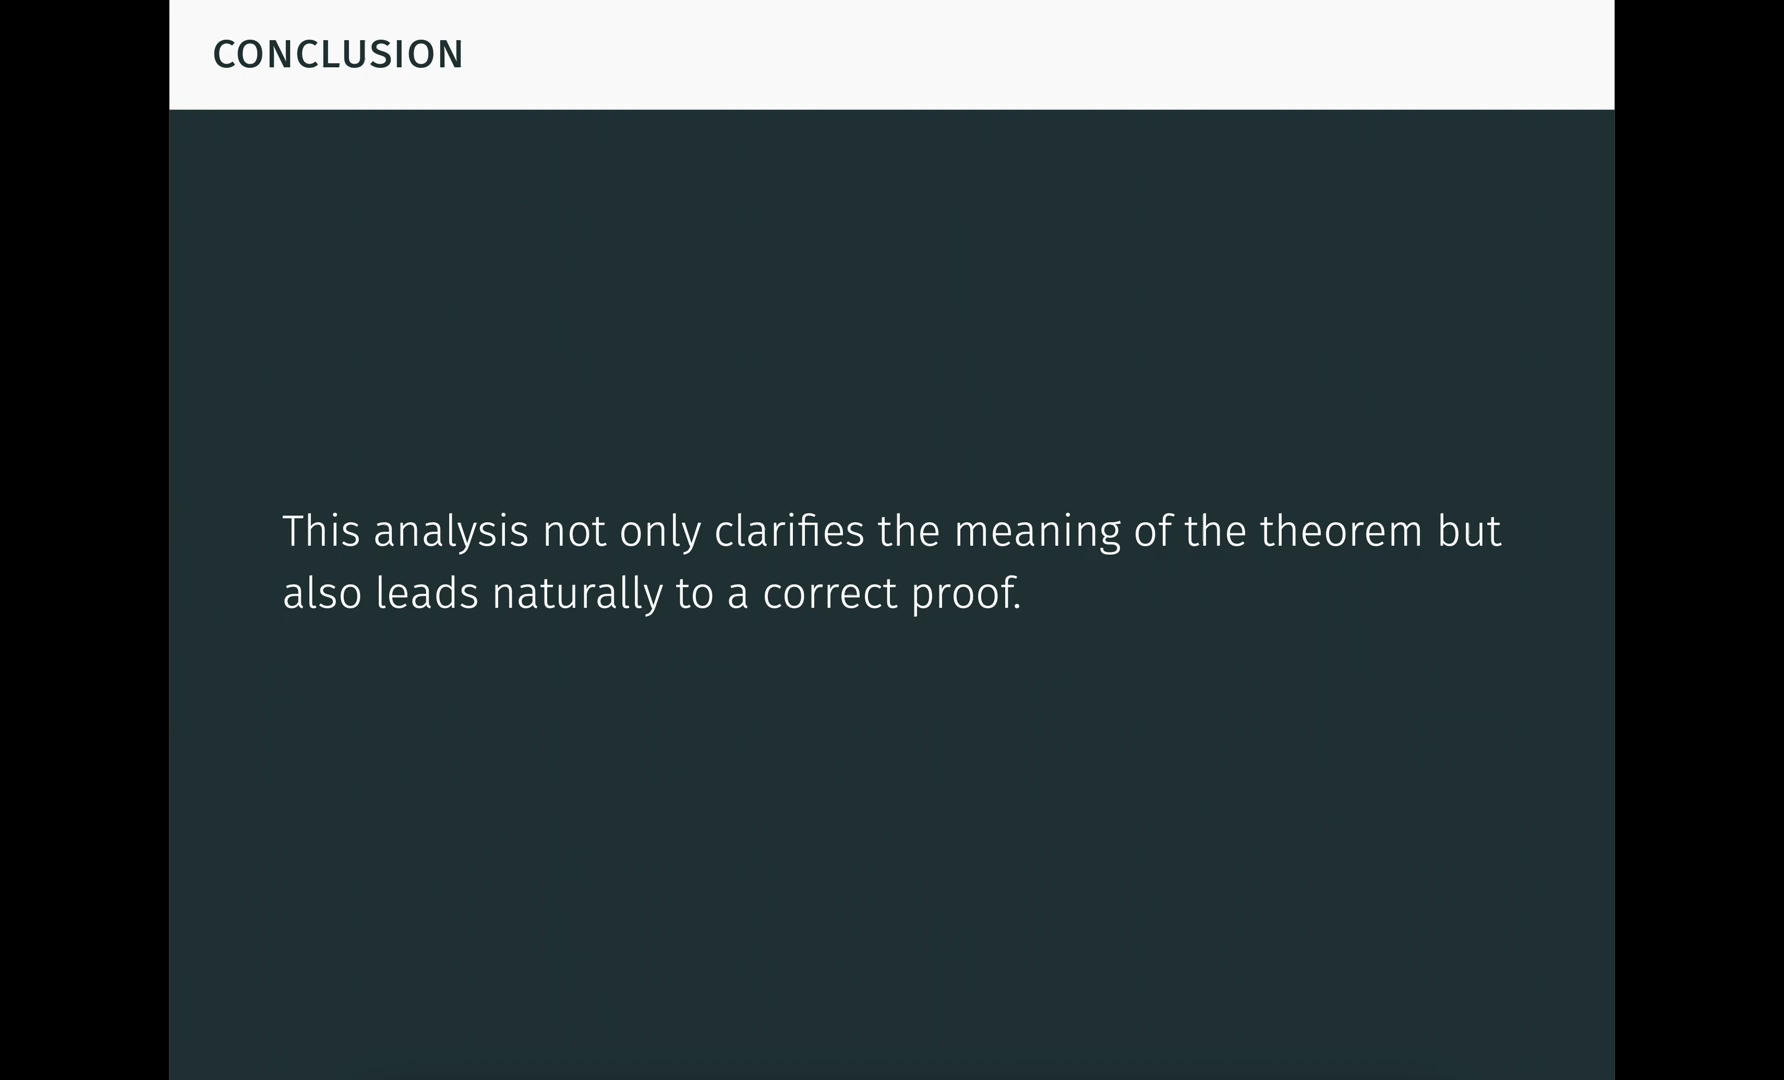 CONCLUSION
This analysis not only clarifies the meaning of the theorem but
also leads naturally to a correct proof.